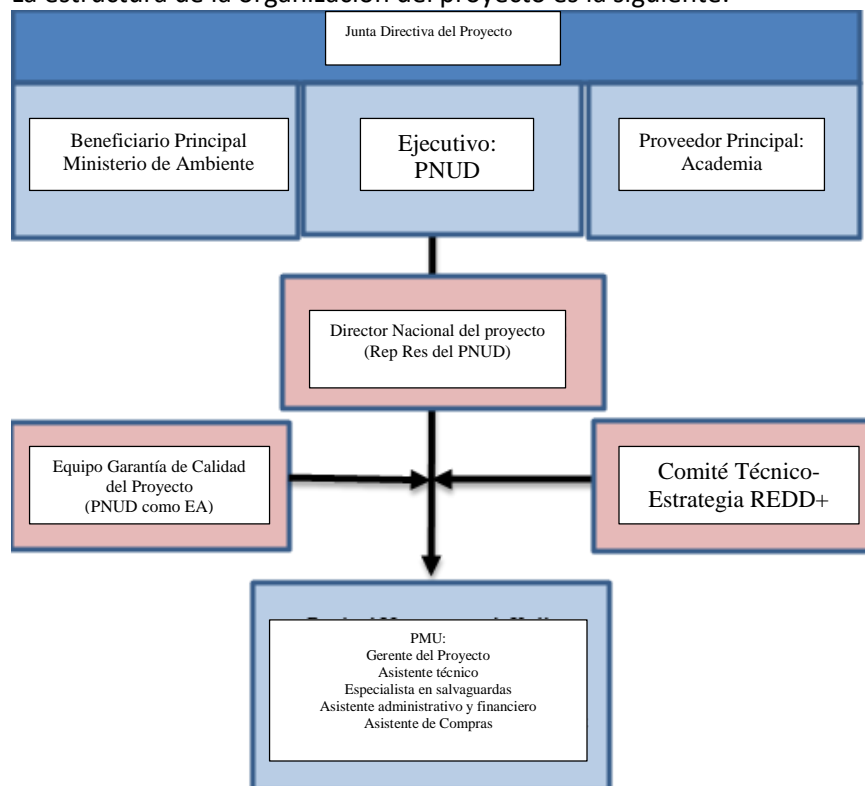 La estructura de la organización del proyecto es la siguiente:
Junta Directiva del Proyecto
Beneficiario Principal
Ministerio de Ambiente
Ejecutivo:
PNUD
Proveedor Principal:
Academia
Director Nacional del proyecto
(Rep Res del PNUD)
Equipo Garantía de Calidad
del Proyecto
(PNUD como EA)
Comité Técnico-
Estrategia REDD+
PMU:
Gerente del Proyecto
Asistente técnico
Especialista en salvaguardas
Asistente administrativo y financiero
Asistente de Compras